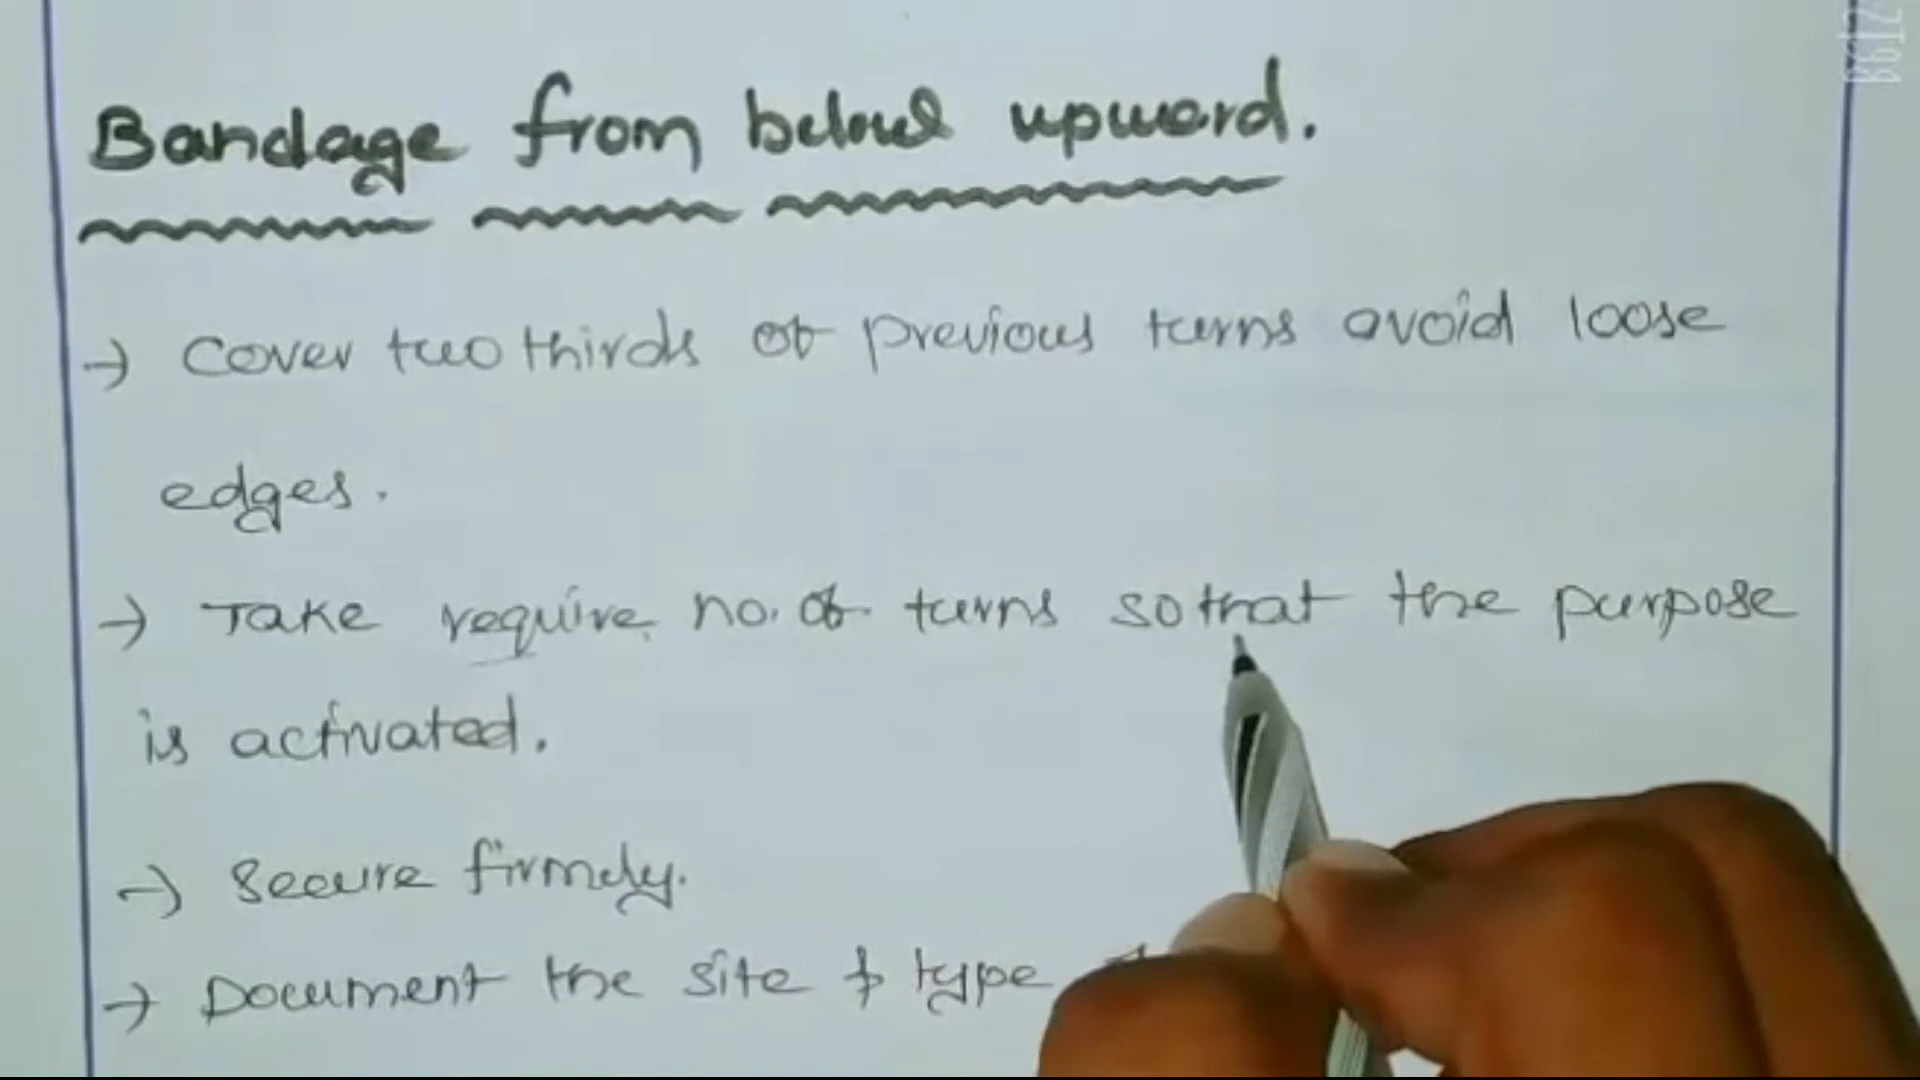 Bandage from below upward.
→ Cover two thirds of previous turns avoid loose
edges.
→ Take require no. of turns so that the purpose
is activated.
→ Secure firmly.
→ Document the site & type